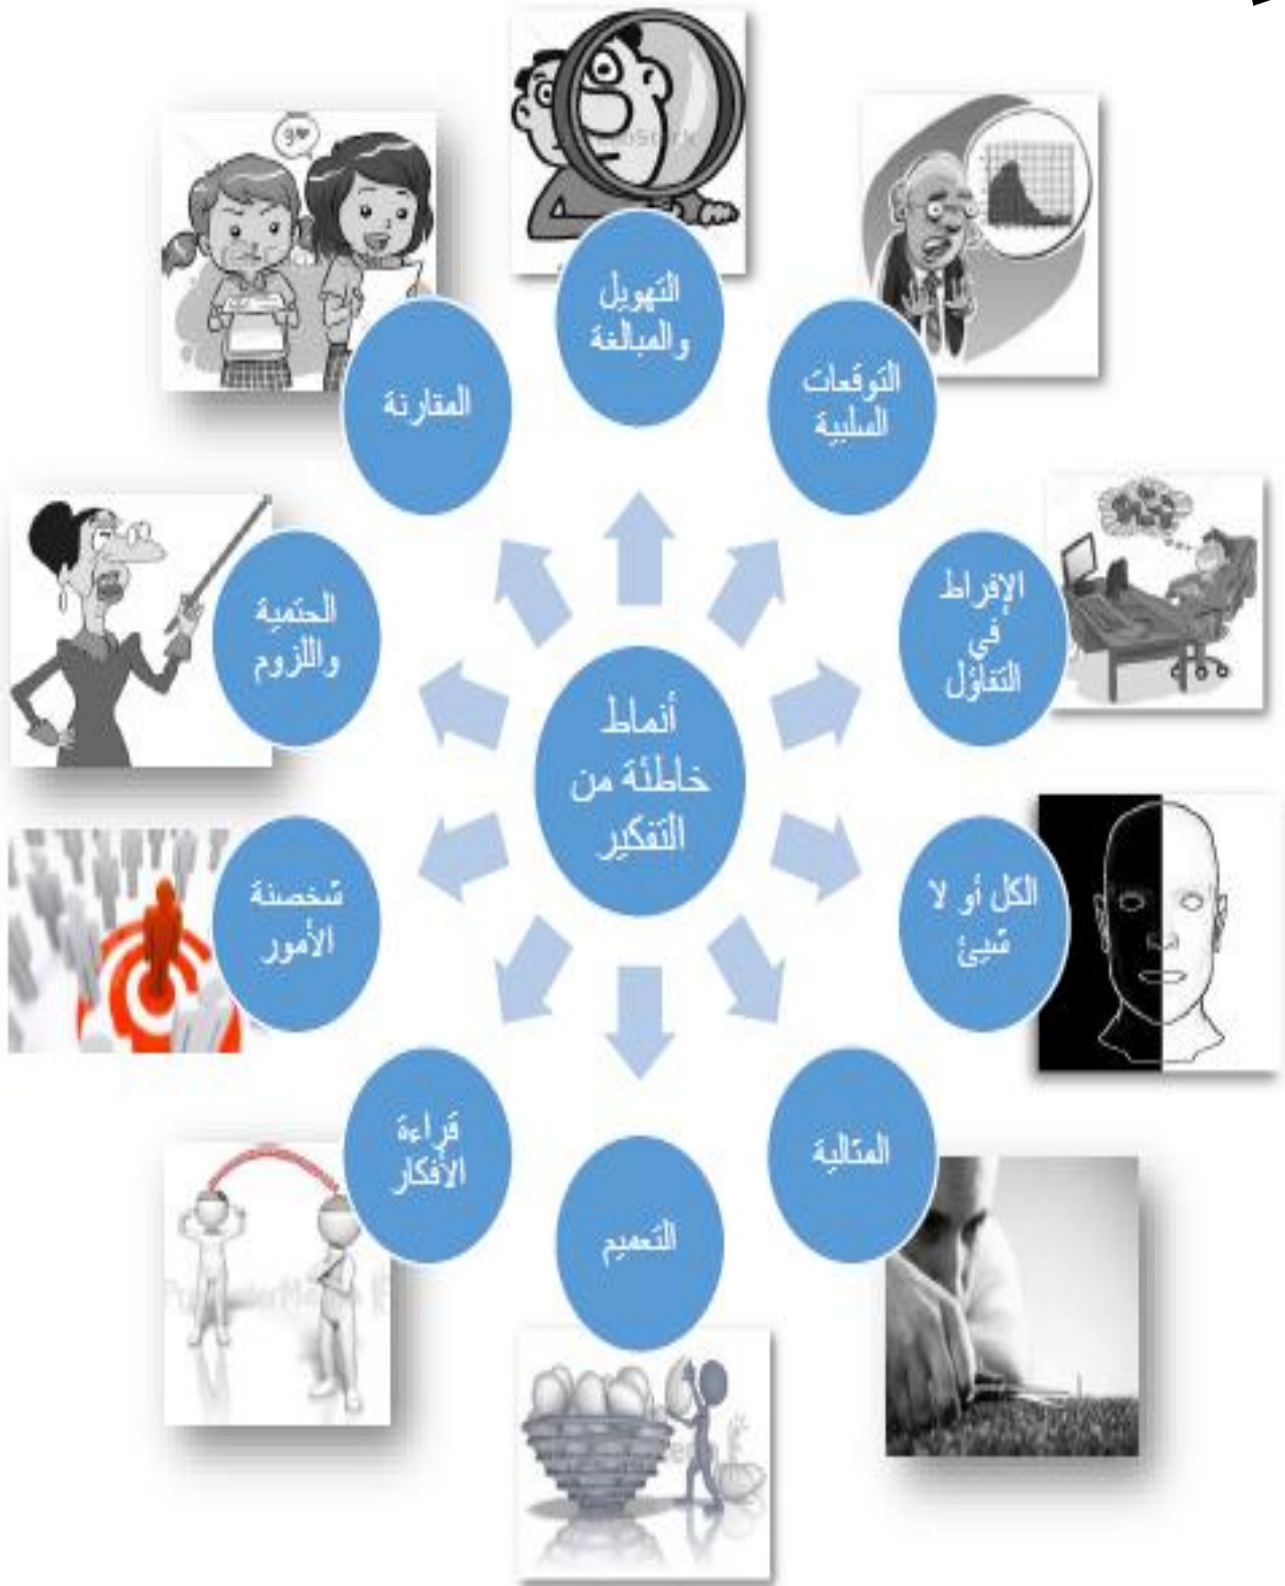 أنماط
خاطئة من
التفكير
التهويل
والمبالغة
التوقعات
السلبية
الإفراط
في
التفاؤل
الكل أو لا
شيئ
المثالية
التعميم
قراءة
الأفكار
شخصنة
الأمور
الحتمية
واللزوم
المقارنة